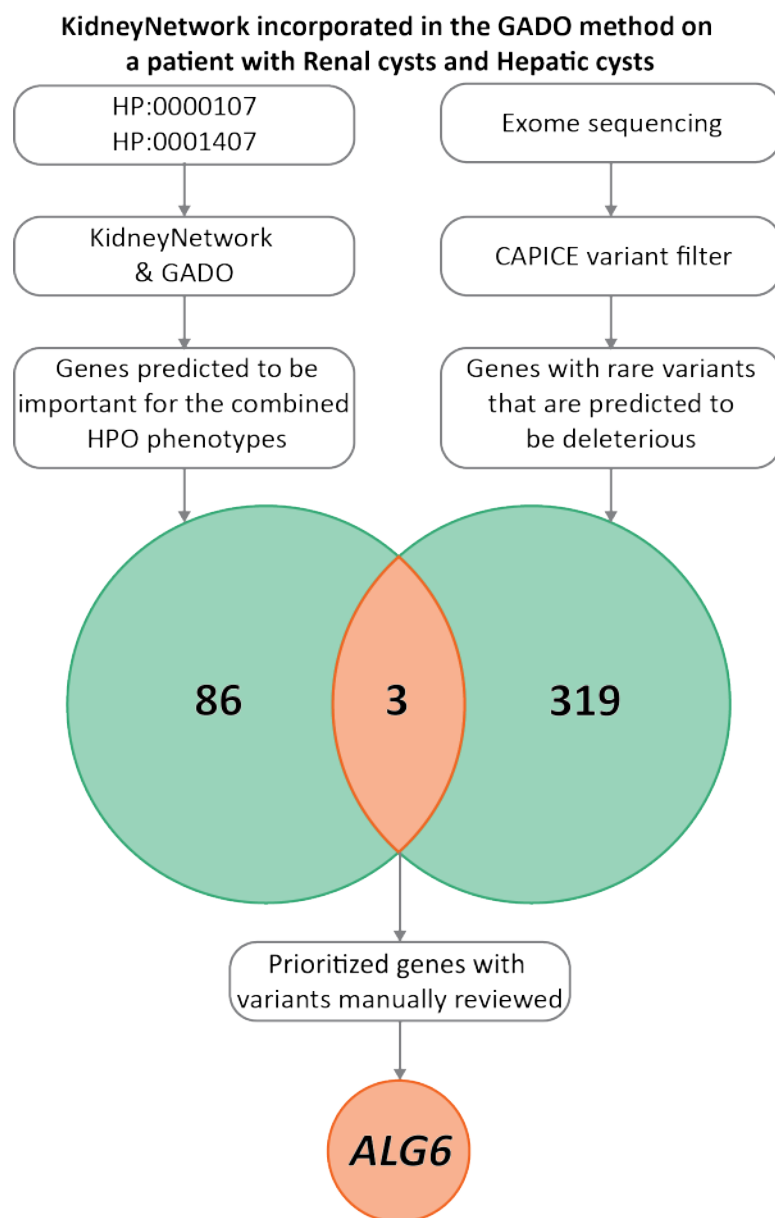 KidneyNetwork incorporated in the GADO method on
a patient with Renal cysts and Hepatic cysts
HP:0000107
HP:0001407
Exome sequencing
KidneyNetwork
& GADO
CAPICE variant filter
Genes predicted to be
important for the combined
HPO phenotypes
Genes with rare variants
that are predicted to
be deleterious
86
3
319
Prioritized genes with
variants manually reviewed
ALG6